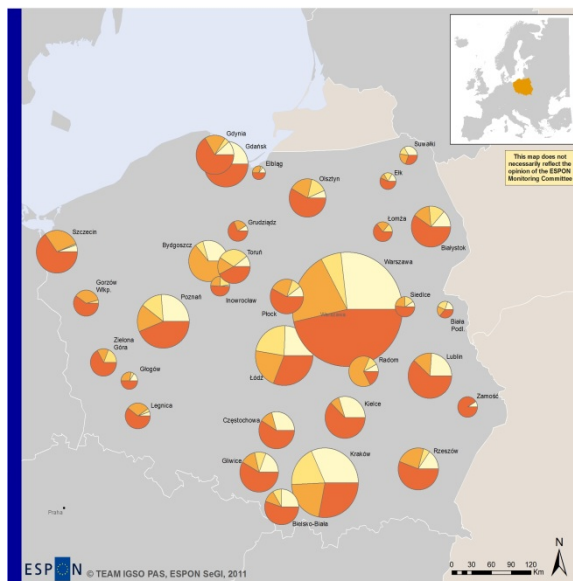 This map does not
necessarily reflect the
opinion of the ESPON
Monitoring Committee
Gdynia
Gdańsk
Elbląg
Suwałki
Ełk
Olsztyn
Grudziądz
Łomża
Białystok
Szczecin
Bydgoszcz
Toruń
Warszawa
Gorzów
Wlkp.
Poznań
Inowrocław
Płock
Siedlce
Biała
Podl.
Zielona
Góra
Głogów
Łódź
Radom
Lublin
Legnica
Kielce
Zamość
Częstochowa
Gliwice
Kraków
Rzeszów
Bielsko-Biała
Praha
N
ESPON
© TEAM IGSO PAS, ESPON SeGI, 2011
0 20 40 60 80 120
Km